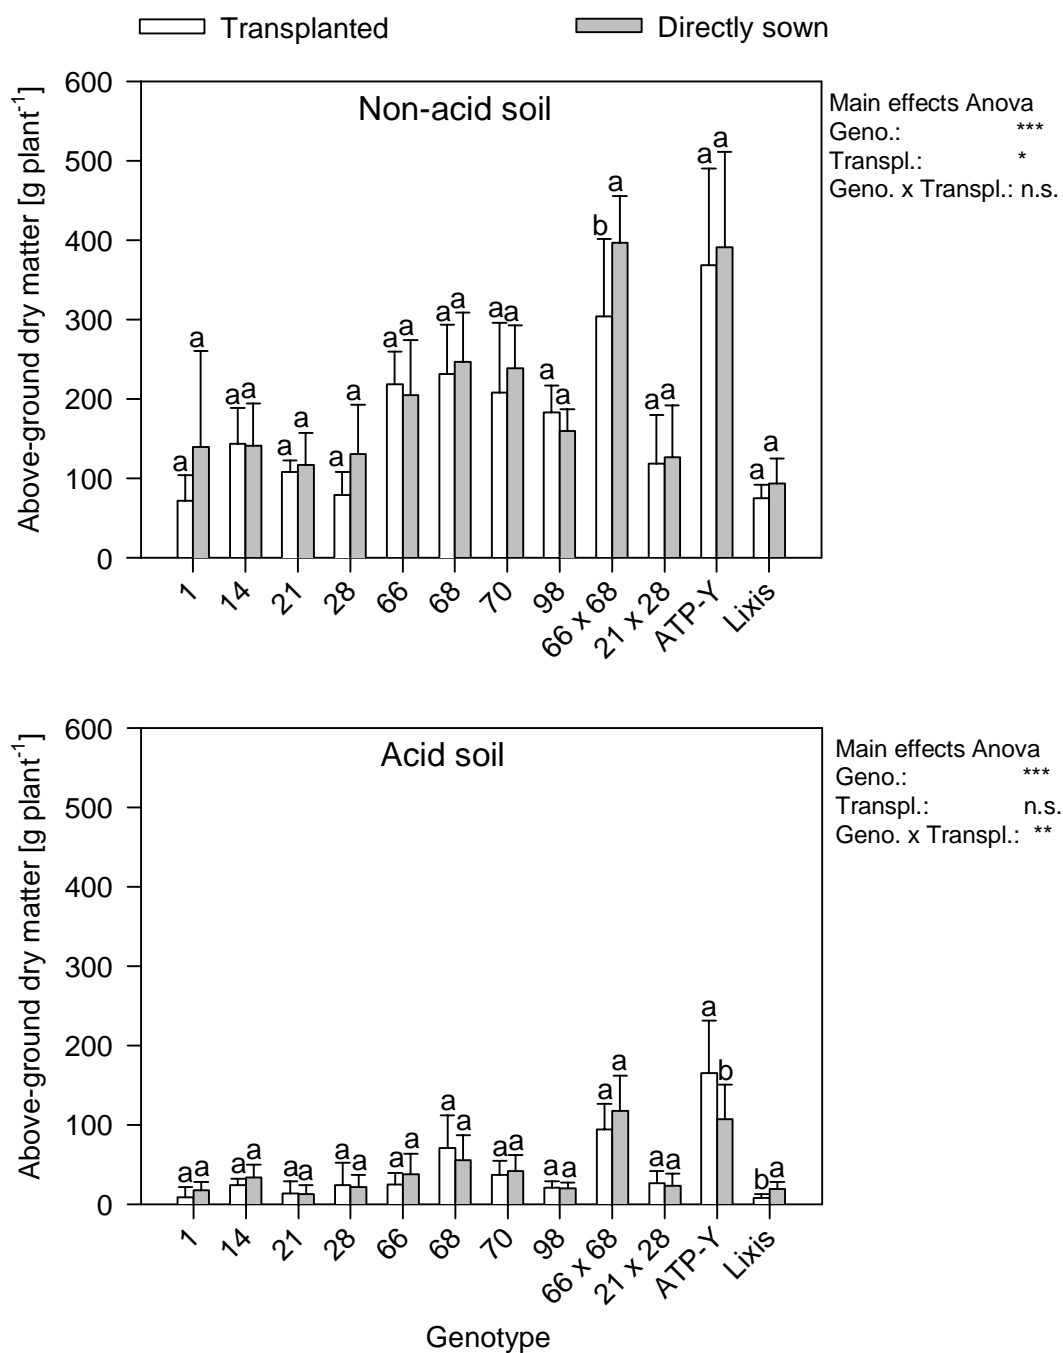 Transplanted Directly sown
Non-acid soil
Above-ground dry matter [g plant⁻¹]
600
500
400
300
200
100
0
a a a a a a a a a a a a a a a a b a a a a a a a
1 14 21 28 66 68 70 98 66 x 68 21 x 28 ATP-Y Lixis
Main effects Anova
Geno.: ***
Transpl.: *
Geno. x Transpl.: n.s.
Acid soil
Above-ground dry matter [g plant⁻¹]
600
500
400
300
200
100
0
a a a a a a a a a a a a a a a a a a a a a b b a
1 14 21 28 66 68 70 98 66 x 68 21 x 28 ATP-Y Lixis
Genotype
Main effects Anova
Geno.: ***
Transpl.: n.s.
Geno. x Transpl.: **